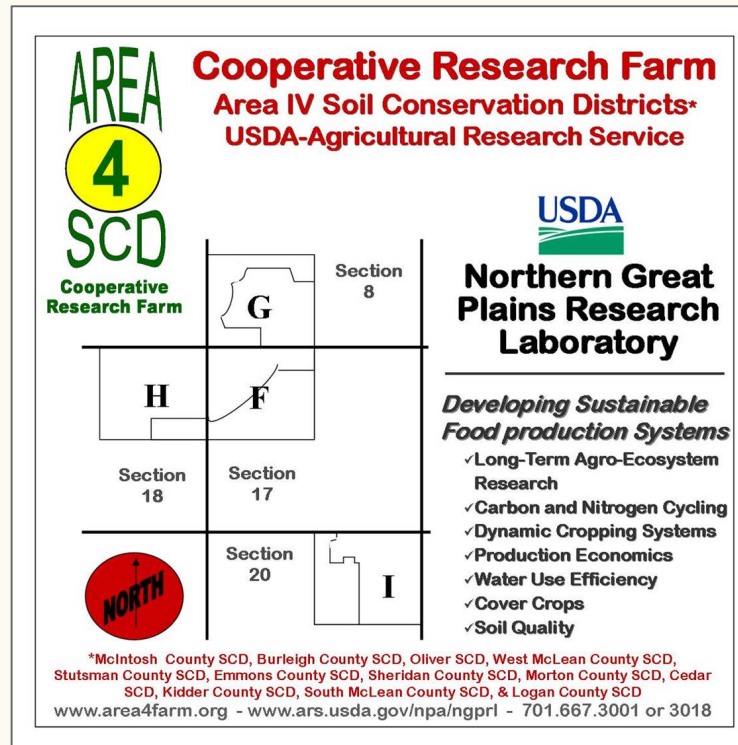 AREA
4
SCD
Cooperative
Research Farm
Cooperative Research Farm
Area IV Soil Conservation Districts*
USDA-Agricultural Research Service
USDA
Northern Great
Plains Research
Laboratory
Developing Sustainable
Food production Systems
✓Long-Term Agro-Ecosystem
Research
✓Carbon and Nitrogen Cycling
✓Dynamic Cropping Systems
✓Production Economics
✓Water Use Efficiency
✓Cover Crops
✓Soil Quality
Section
8
G
H
F
Section
18
Section
17
Section
20
I
NORTH
*McIntosh County SCD, Burleigh County SCD, Oliver SCD, West McLean County SCD,
Stutsman County SCD, Emmons County SCD, Sheridan County SCD, Morton County SCD, Cedar
SCD, Kidder County SCD, South McLean County SCD, & Logan County SCD
www.area4farm.org - www.ars.usda.gov/npa/ngprl - 701.667.3001 or 3018